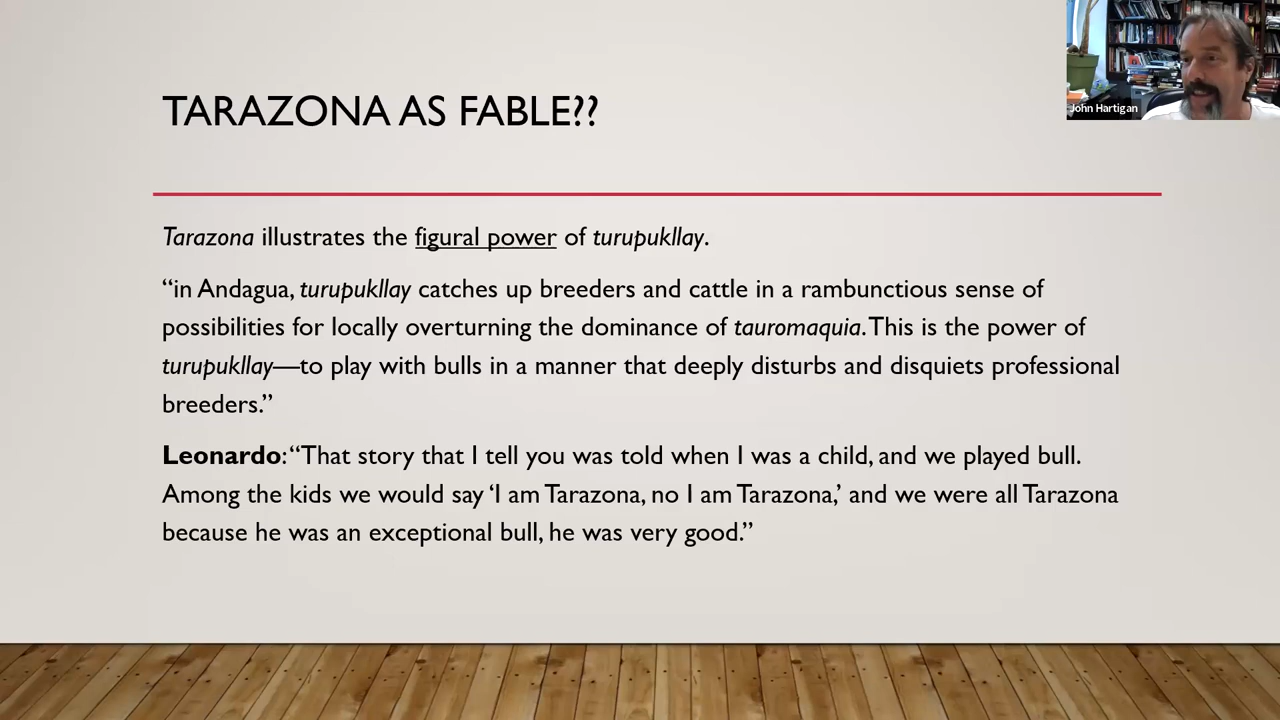 TARAZONA AS FABLE??
John Hartigan
Tarazona illustrates the figural power of turupukllay.
“in Andagua, turupukllay catches up breeders and cattle in a rambunctious sense of
possibilities for locally overturning the dominance of tauromaquia. This is the power of
turupukllay—to play with bulls in a manner that deeply disturbs and disquiets professional
breeders.”
Leonardo: “That story that I tell you was told when I was a child, and we played bull.
Among the kids we would say ‘I am Tarazona, no I am Tarazona,’ and we were all Tarazona
because he was an exceptional bull, he was very good.”